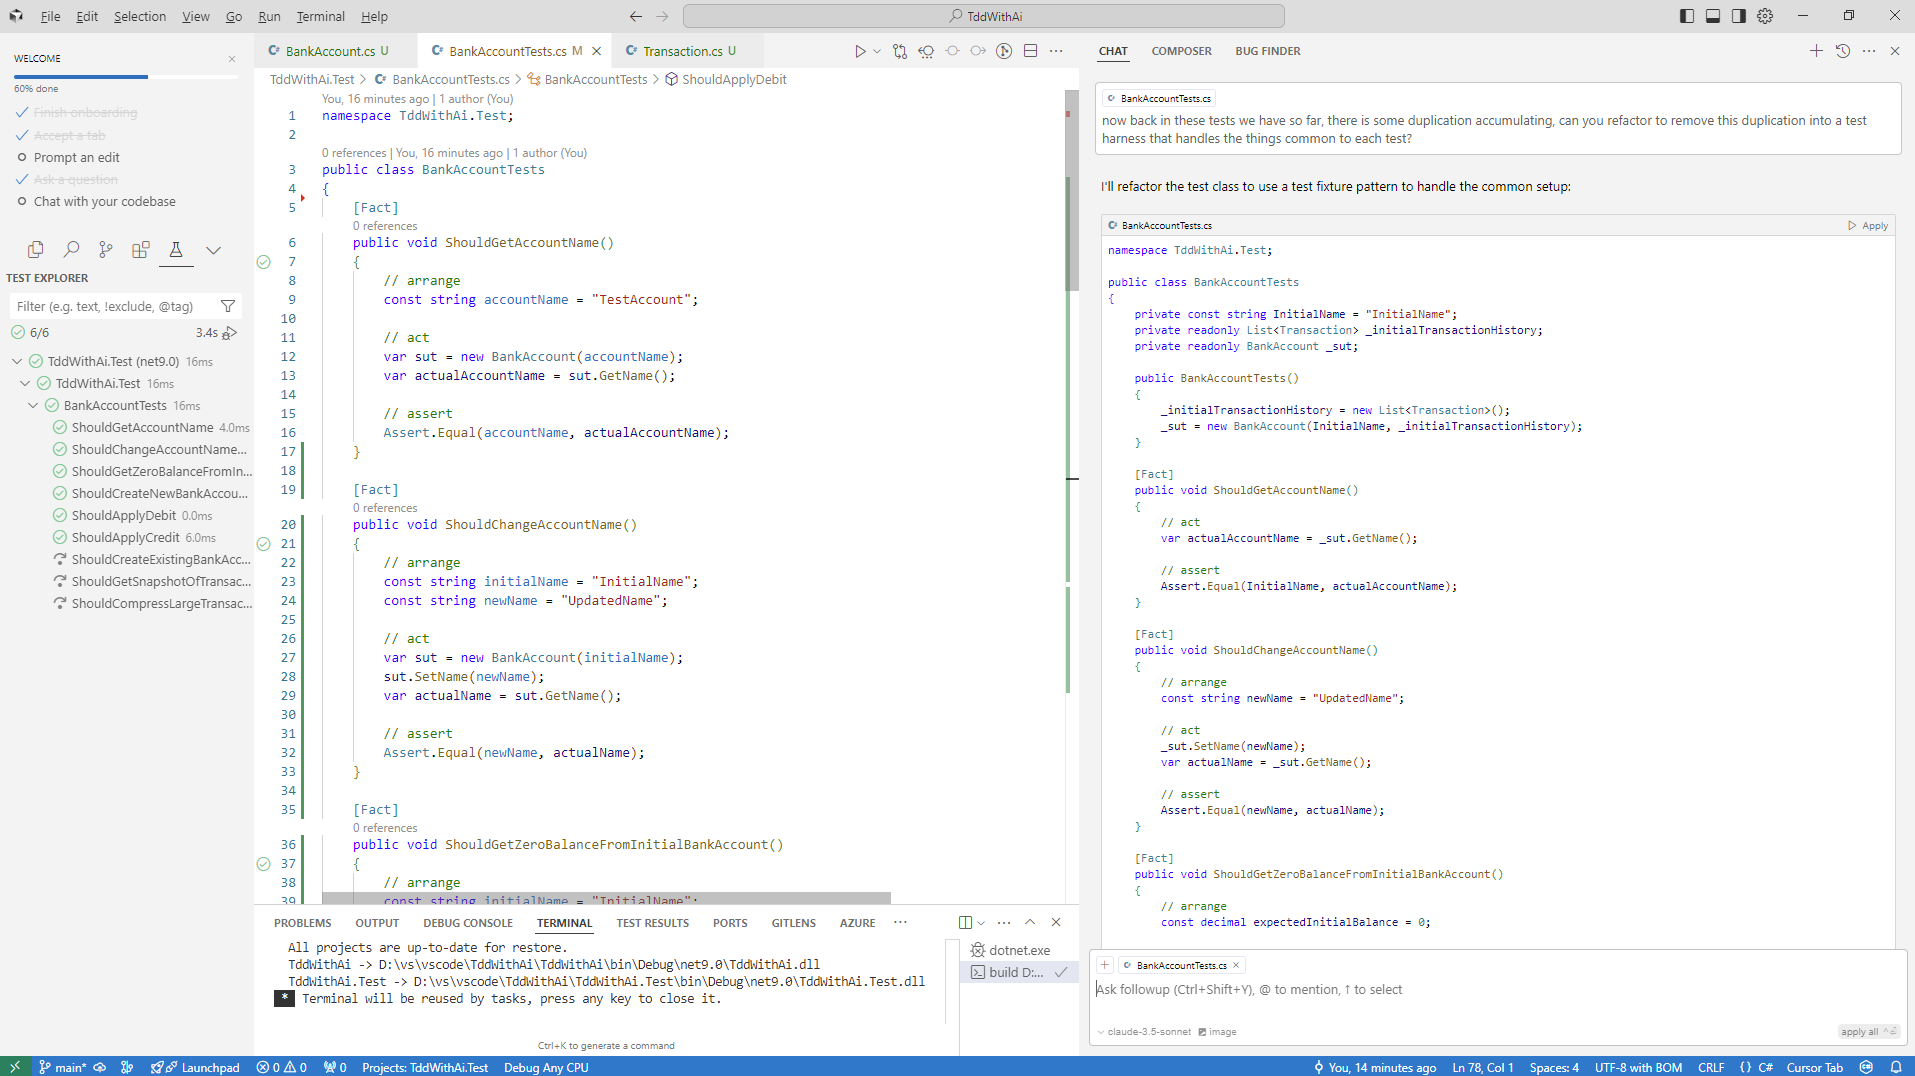 File Edit Selection View Go Run Terminal Help
TddWithAi
WELCOME
60% done
Finish onboarding
Accept a tab
Prompt an edit
Ask a question
Chat with your codebase
TEST EXPLORER
Filter (e.g. text, !exclude, @tag)
6/6 3.4s
TddWithAi.Test (net9.0) 16ms
TddWithAi.Test 16ms
BankAccountTests 16ms
ShouldGetAccountName 4.0ms
ShouldChangeAccountName...
ShouldGetZeroBalanceFromIn...
ShouldCreateNewBankAccou...
ShouldApplyDebit 0.0ms
ShouldApplyCredit 6.0ms
ShouldCreateExistingBankAcc...
ShouldGetSnapshotOfTransac...
ShouldCompressLargeTransac...
BankAccount.cs U BankAccountTests.cs M Transaction.cs U
TddWithAi.Test > BankAccountTests.cs > BankAccountTests > ShouldApplyDebit
You, 16 minutes ago | 1 author (You)
1 namespace TddWithAi.Test;
2
0 references | You, 16 minutes ago | 1 author (You)
3 public class BankAccountTests
4 {
5 [Fact]
0 references
6 public void ShouldGetAccountName()
7 {
8 // arrange
9 const string accountName = "TestAccount";
10
11 // act
12 var sut = new BankAccount(accountName);
13 var actualAccountName = sut.GetName();
14
15 // assert
16 Assert.Equal(accountName, actualAccountName);
17 }
18
19 [Fact]
0 references
20 public void ShouldChangeAccountName()
21 {
22 // arrange
23 const string initialName = "InitialName";
24 const string newName = "UpdatedName";
25
26 // act
27 var sut = new BankAccount(initialName);
28 sut.SetName(newName);
29 var actualName = sut.GetName();
30
31 // assert
32 Assert.Equal(newName, actualName);
33 }
34
35 [Fact]
0 references
36 public void ShouldGetZeroBalanceFromInitialBankAccount()
37 {
38 // arrange
39 const string initialName = "InitialName";
PROBLEMS OUTPUT DEBUG CONSOLE TERMINAL TEST RESULTS PORTS GITLENS AZURE ...
All projects are up-to-date for restore.
TddWithAi -> D:\vs\vscode\TddWithAi\TddWithAi\bin\Debug\net9.0\TddWithAi.dll
TddWithAi.Test -> D:\vs\vscode\TddWithAi\TddWithAi.Test\bin\Debug\net9.0\TddWithAi.Test.dll
* Terminal will be reused by tasks, press any key to close it.
dotnet.exe
build D:...
Ctrl+K to generate a command
CHAT COMPOSER BUG FINDER
BankAccountTests.cs
now back in these tests we have so far, there is some duplication accumulating, can you refactor to remove this duplication into a test
harness that handles the things common to each test?
I'll refactor the test class to use a test fixture pattern to handle the common setup:
BankAccountTests.cs Apply
namespace TddWithAi.Test;
public class BankAccountTests
{
private const string InitialName = "InitialName";
private readonly List<Transaction> _initialTransactionHistory;
private readonly BankAccount _sut;
public BankAccountTests()
{
_initialTransactionHistory = new List<Transaction>();
_sut = new BankAccount(InitialName, _initialTransactionHistory);
}
[Fact]
public void ShouldGetAccountName()
{
// act
var actualAccountName = _sut.GetName();
// assert
Assert.Equal(InitialName, actualAccountName);
}
[Fact]
public void ShouldChangeAccountName()
{
// arrange
const string newName = "UpdatedName";
// act
_sut.SetName(newName);
var actualName = _sut.GetName();
// assert
Assert.Equal(newName, actualName);
}
[Fact]
public void ShouldGetZeroBalanceFromInitialBankAccount()
{
// arrange
const decimal expectedInitialBalance = 0;
+ BankAccountTests.cs
Ask followup (Ctrl+Shift+Y), @ to mention, ↑ to select
claude-3.5-sonnet image apply all
main* Launchpad 0 0 0 Projects: TddWithAi.Test Debug Any CPU You, 14 minutes ago Ln 78, Col 1 Spaces: 4 UTF-8 with BOM CRLF {} C# Cursor Tab